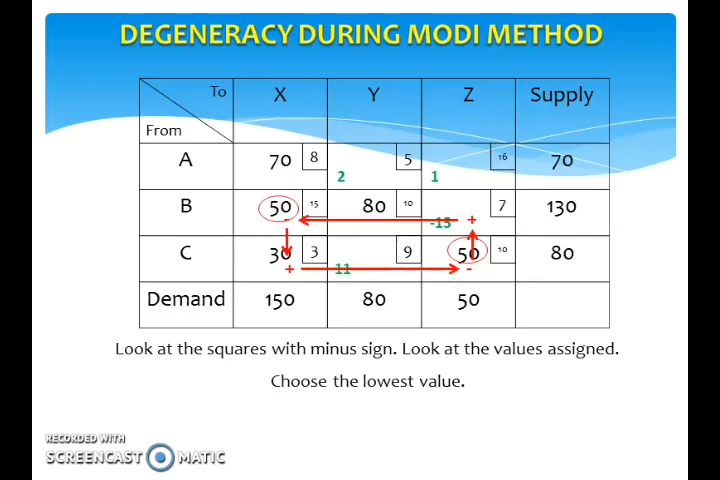 DEGENERACY DURING MODI METHOD
To X Y Z Supply
From
A 70 8 5 16 70
2 1
B 50 15 80 10 7 130
- -15 +
C 30 3 9 50 10 80
+ 11 -
Demand 150 80 50
Look at the squares with minus sign. Look at the values assigned.
Choose the lowest value.
RECORDED WITH
SCREENCAST MATIC